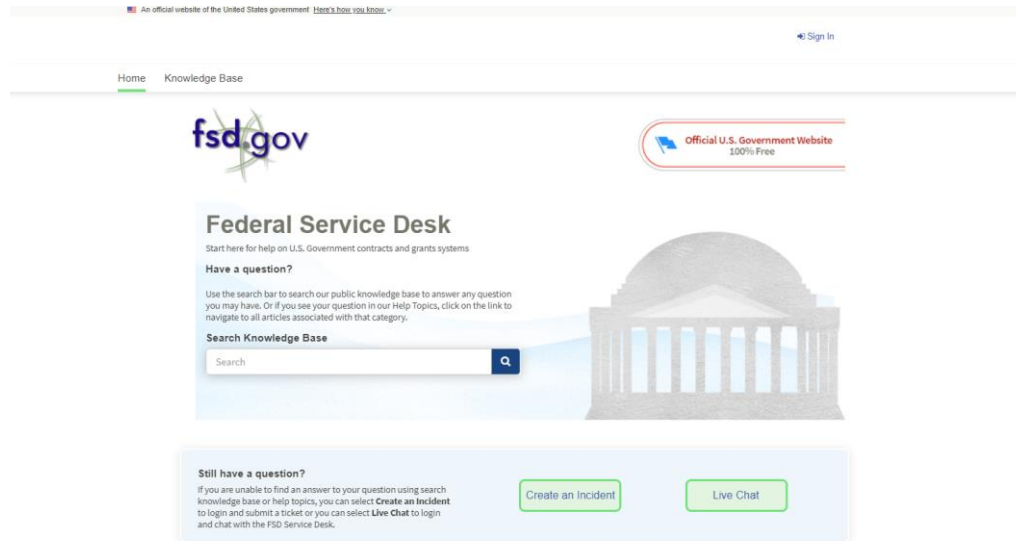 An official website of the United States government Here's how you know
Sign In
Home Knowledge Base
fsd.gov
Official U.S. Government Website
100% Free
Federal Service Desk
Start here for help on U.S. Government contracts and grants systems
Have a question?
Use the search bar to search our public knowledge base to answer any question
you may have. Or if you see your question in our Help Topics, click on the link to
navigate to all articles associated with that category.
Search Knowledge Base
Search
Still have a question?
If you are unable to find an answer to your question using search
knowledge base or help topics, you can select Create an Incident
to login and submit a ticket or you can select Live Chat to login
and chat with the FSD Service Desk.
Create an Incident
Live Chat